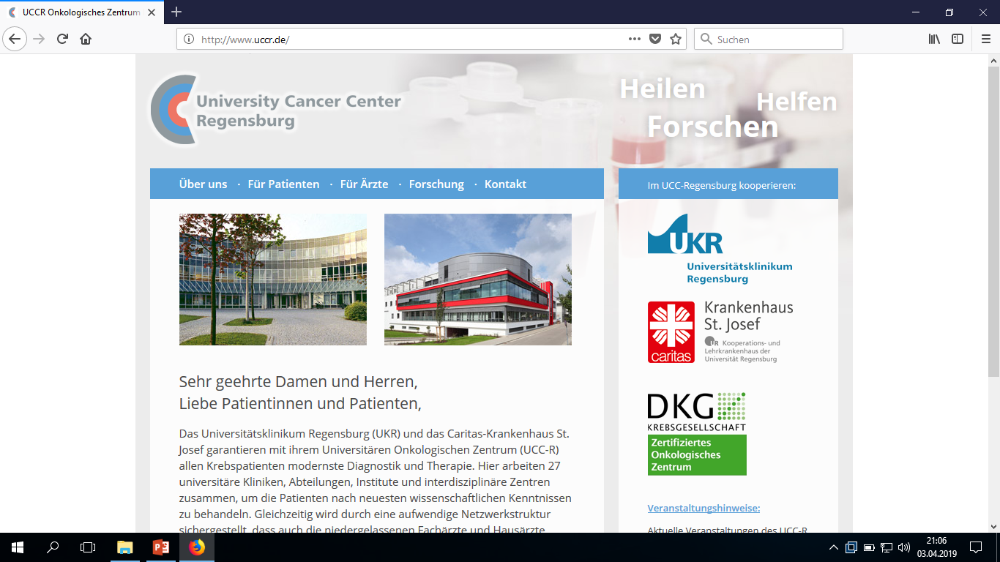 UCCR Onkologisches Zentrum
http://www.uccr.de/
Suchen
University Cancer Center
Regensburg
Heilen
Helfen
Forschen
Über uns · Für Patienten · Für Ärzte · Forschung · Kontakt
Im UCC-Regensburg kooperieren:
UKR
Universitätsklinikum
Regensburg
caritas
Krankenhaus
St. Josef
UR Kooperations- und
Lehrkrankenhaus der
Universität Regensburg
DKG
KREBSGESELLSCHAFT
Zertifiziertes
Onkologisches
Zentrum
Sehr geehrte Damen und Herren,
Liebe Patientinnen und Patienten,
Das Universitätsklinikum Regensburg (UKR) und das Caritas-Krankenhaus St.
Josef garantieren mit ihrem Universitären Onkologischen Zentrum (UCC-R)
allen Krebspatienten modernste Diagnostik und Therapie. Hier arbeiten 27
universitäre Kliniken, Abteilungen, Institute und interdisziplinäre Zentren
zusammen, um die Patienten nach neuesten wissenschaftlichen Kenntnissen
zu behandeln. Gleichzeitig wird durch eine aufwendige Netzwerkstruktur
sichergestellt, dass auch die niedergelassenen Fachärzte und Hausärzte
Veranstaltungshinweise:
Aktuelle Veranstaltungen des UCC-R
21:06
03.04.2019